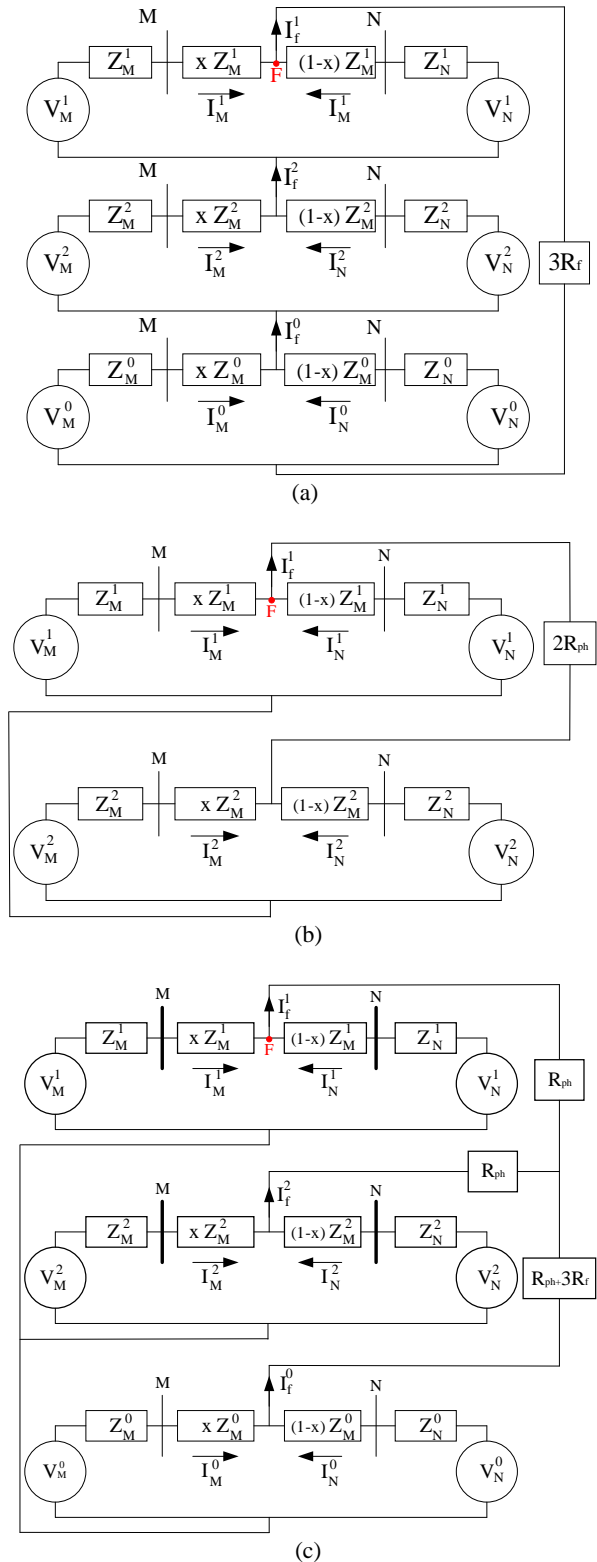 M I_f^1 N
Z_M^1 x Z_M^1 F (1-x) Z_M^1 Z_N^1
V_M^1 I_M^1 I_M^1 V_N^1
M I_f^2 N
Z_M^2 x Z_M^2 (1-x) Z_M^2 Z_N^2
V_M^2 I_M^2 I_N^2 V_N^2 3R_f
M I_f^0 N
Z_M^0 x Z_M^0 (1-x) Z_M^0 Z_N^0
V_M^0 I_M^0 I_N^0 V_N^0
(a)
M I_f^1 N
Z_M^1 x Z_M^1 F (1-x) Z_M^1 Z_N^1
V_M^1 I_M^1 I_N^1 V_N^1 2R_ph
M N
Z_M^2 x Z_M^2 (1-x) Z_M^2 Z_N^2
V_M^2 I_M^2 I_N^2 V_N^2
(b)
M I_f^1 N
Z_M^1 x Z_M^1 F (1-x) Z_M^1 Z_N^1
V_M^1 I_M^1 I_N^1 V_N^1 R_ph
M I_f^2 N R_ph
Z_M^2 x Z_M^2 (1-x) Z_M^2 Z_N^2
V_M^2 I_M^2 I_N^2 V_N^2 R_ph+3R_f
M I_f^0 N
Z_M^0 x Z_M^0 (1-x) Z_M^0 Z_N^0
V_M^0 I_M^0 I_N^0 V_N^0
(c)